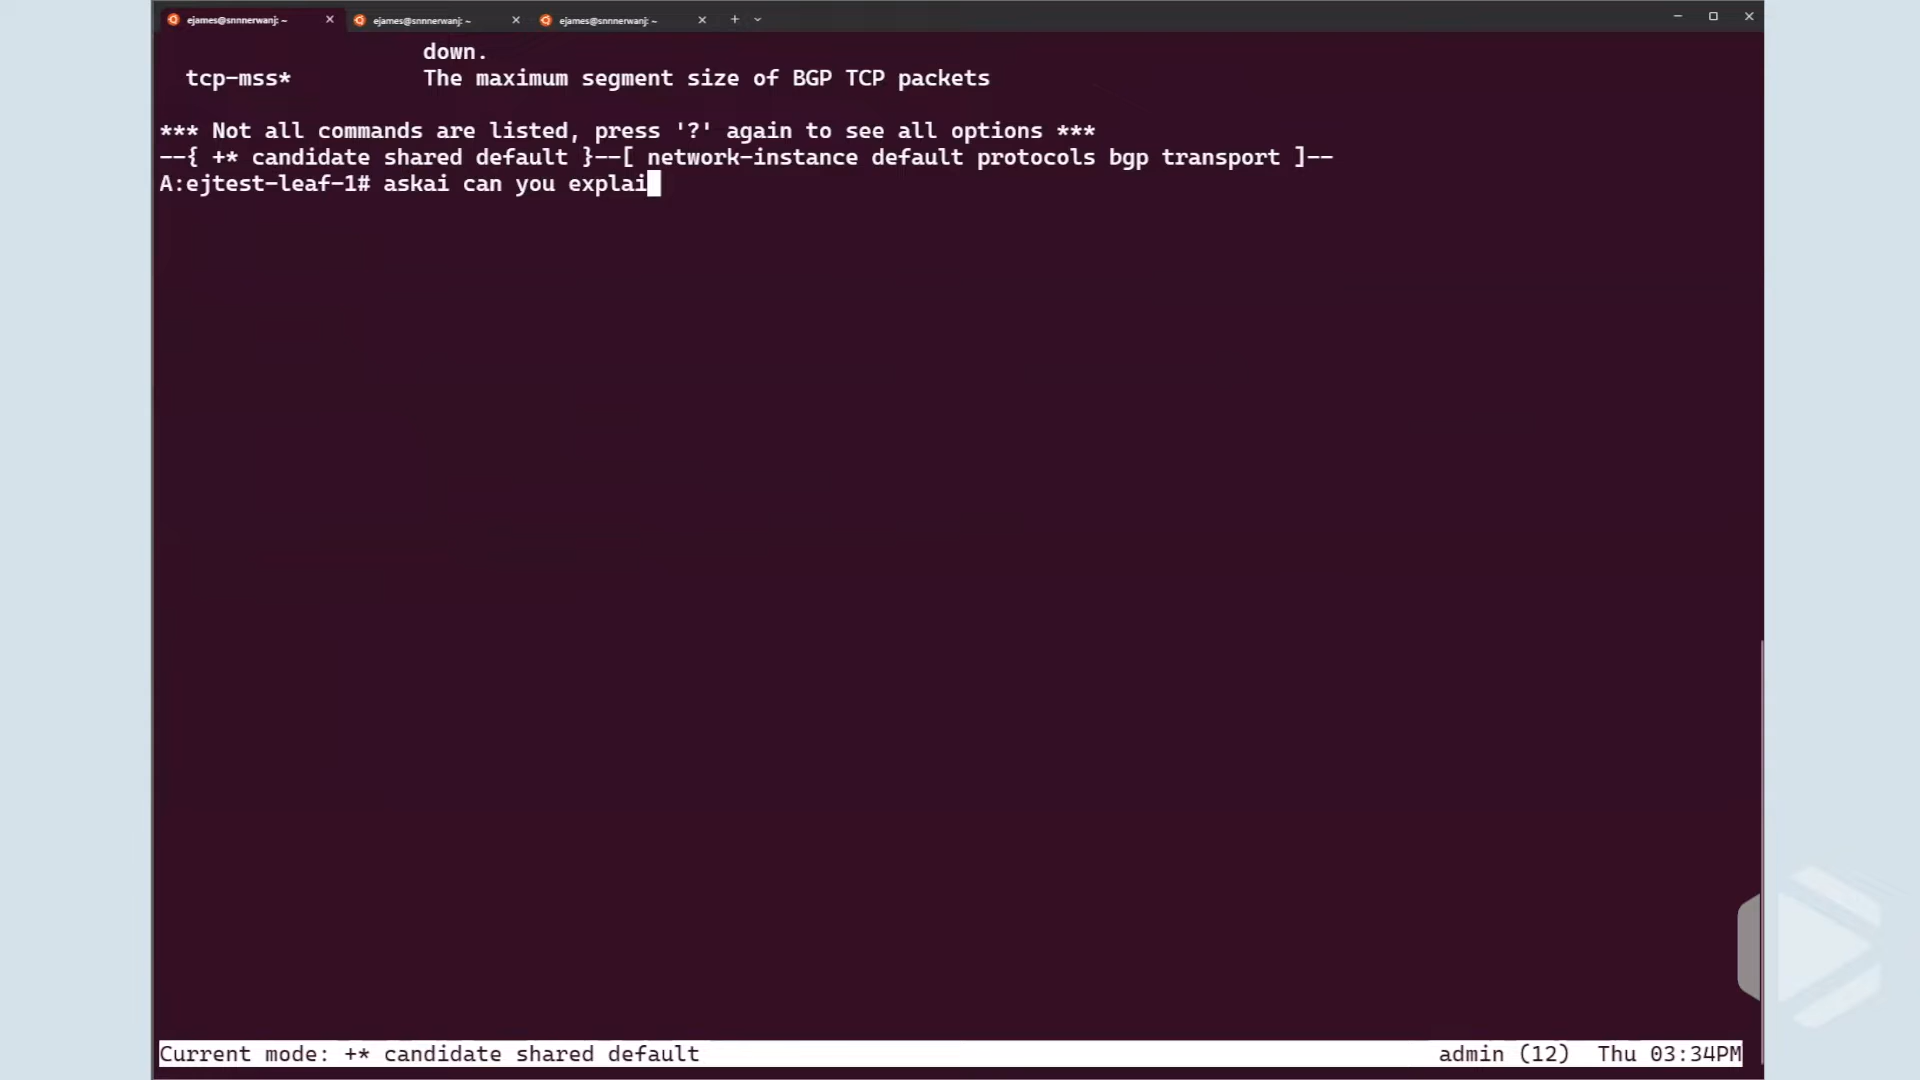 ejames@snnnerwanj: ~
ejames@snnnerwanj: ~
ejames@snnnerwanj: ~
down.
tcp-mss* The maximum segment size of BGP TCP packets
*** Not all commands are listed, press '?' again to see all options ***
--{ +* candidate shared default }--[ network-instance default protocols bgp transport ]--
A:ejtest-leaf-1# askai can you explai
Current mode: +* candidate shared default admin (12) Thu 03:34PM